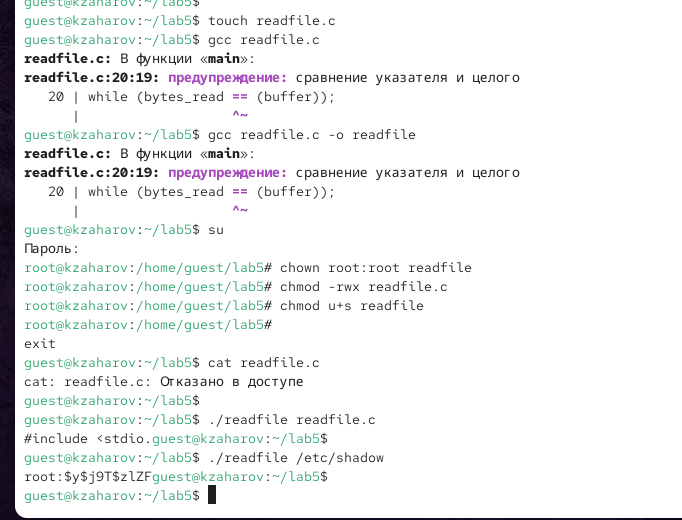 guest@kzaharov:~/lab5$
guest@kzaharov:~/lab5$ touch readfile.c
guest@kzaharov:~/lab5$ gcc readfile.c
readfile.c: В функции «main»:
readfile.c:20:19: предупреждение: сравнение указателя и целого
20 | while (bytes_read == (buffer));
| ^~
guest@kzaharov:~/lab5$ gcc readfile.c -o readfile
readfile.c: В функции «main»:
readfile.c:20:19: предупреждение: сравнение указателя и целого
20 | while (bytes_read == (buffer));
| ^~
guest@kzaharov:~/lab5$ su
Пароль:
root@kzaharov:/home/guest/lab5# chown root:root readfile
root@kzaharov:/home/guest/lab5# chmod -rwx readfile.c
root@kzaharov:/home/guest/lab5# chmod u+s readfile
root@kzaharov:/home/guest/lab5#
exit
guest@kzaharov:~/lab5$ cat readfile.c
cat: readfile.c: Отказано в доступе
guest@kzaharov:~/lab5$
guest@kzaharov:~/lab5$ ./readfile readfile.c
#include <stdio.guest@kzaharov:~/lab5$
guest@kzaharov:~/lab5$ ./readfile /etc/shadow
root:$y$j9T$zlZFguest@kzaharov:~/lab5$
guest@kzaharov:~/lab5$